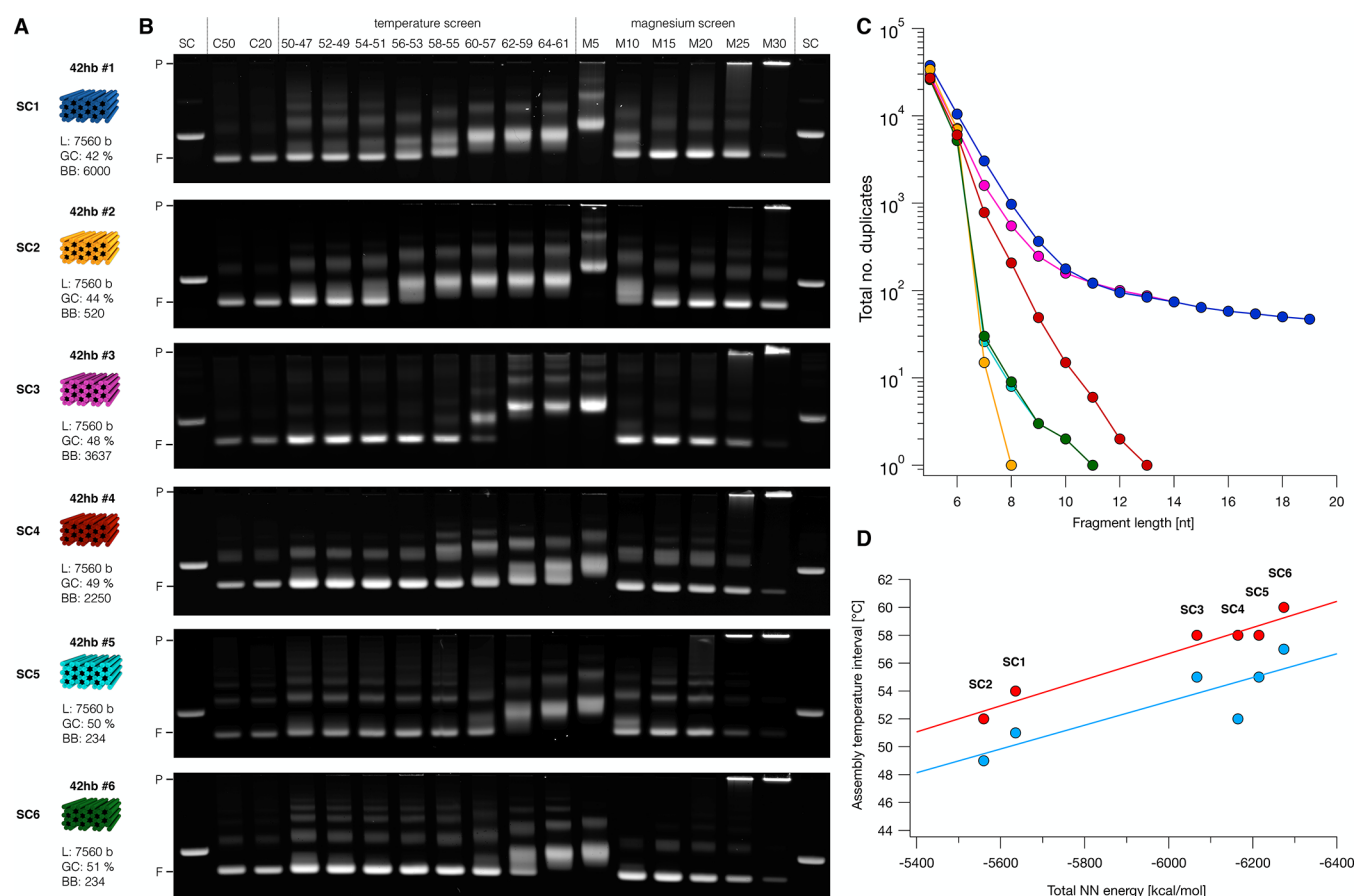 A
B
temperature screen
magnesium screen
SC C50 C20 50-47 52-49 54-51 56-53 58-55 60-57 62-59 64-61 M5 M10 M15 M20 M25 M30 SC
42hb #1
SC1
L: 7560 b
GC: 42 %
BB: 6000
P
F
42hb #2
SC2
L: 7560 b
GC: 44 %
BB: 520
P
F
42hb #3
SC3
L: 7560 b
GC: 48 %
BB: 3637
P
F
42hb #4
SC4
L: 7560 b
GC: 49 %
BB: 2250
P
F
42hb #5
SC5
L: 7560 b
GC: 50 %
BB: 234
P
F
42hb #6
SC6
L: 7560 b
GC: 51 %
BB: 234
P
F
C
Total no. duplicates
10^5
10^4
10^3
10^2
10^1
10^0
6 8 10 12 14 16 18 20
Fragment length [nt]
D
Assembly temperature interval [°C]
62
60
58
56
54
52
50
48
46
44
SC2
SC1
SC3
SC4
SC5
SC6
-5400 -5600 -5800 -6000 -6200 -6400
Total NN energy [kcal/mol]